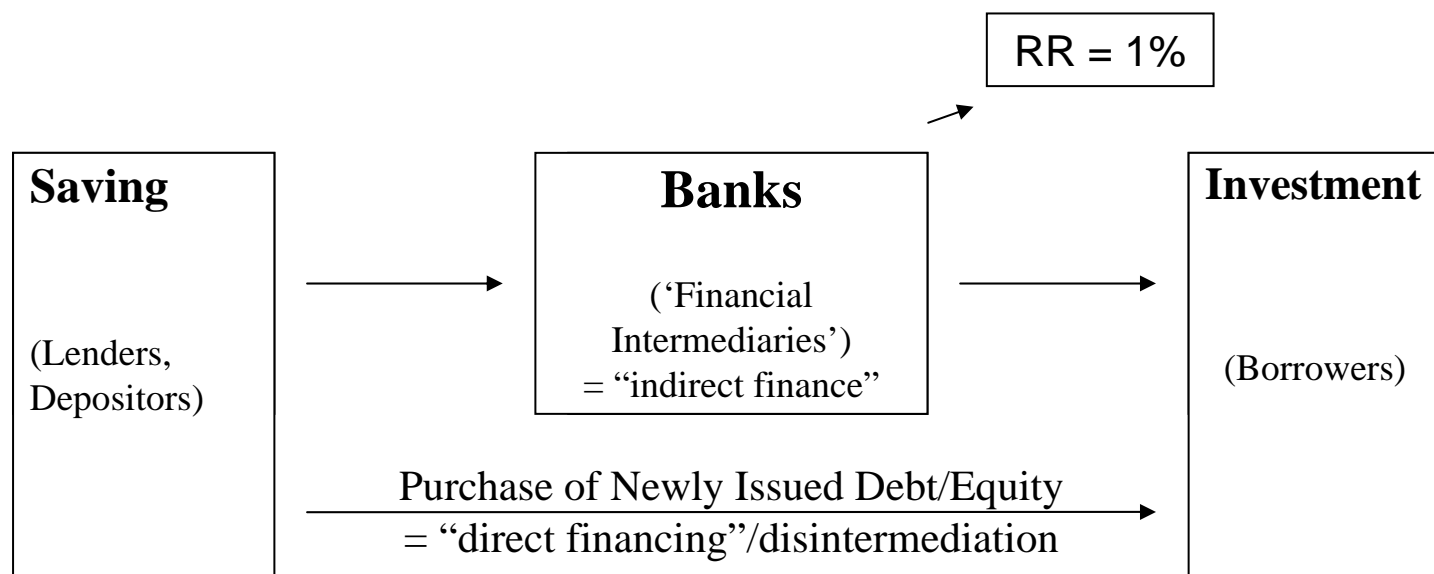 RR = 1%
Saving
(Lenders,
Depositors)
Banks
(‘Financial
Intermediaries’)
= “indirect finance”
Investment
(Borrowers)
Purchase of Newly Issued Debt/Equity
= “direct financing”/disintermediation